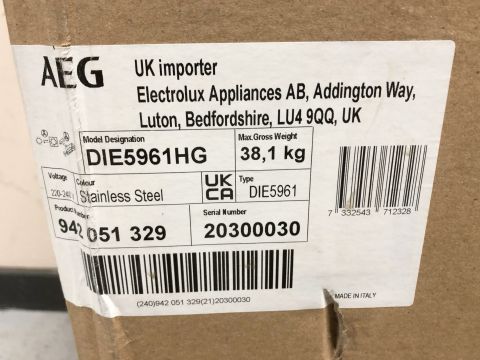 AEG
UK importer
Electrolux Appliances AB, Addington Way,
Luton, Bedfordshire, LU4 9QQ, UK
Model Designation
DIE5961HG
Max.Gross Weight
38,1 kg
Voltage
220-240
Colour
Stainless Steel
UK
CA
Type
DIE5961
Product Number
942 051 329
Serial Number
20300030
7 332543 712328
(240)942 051 329(21)20300030
MADE IN ITALY